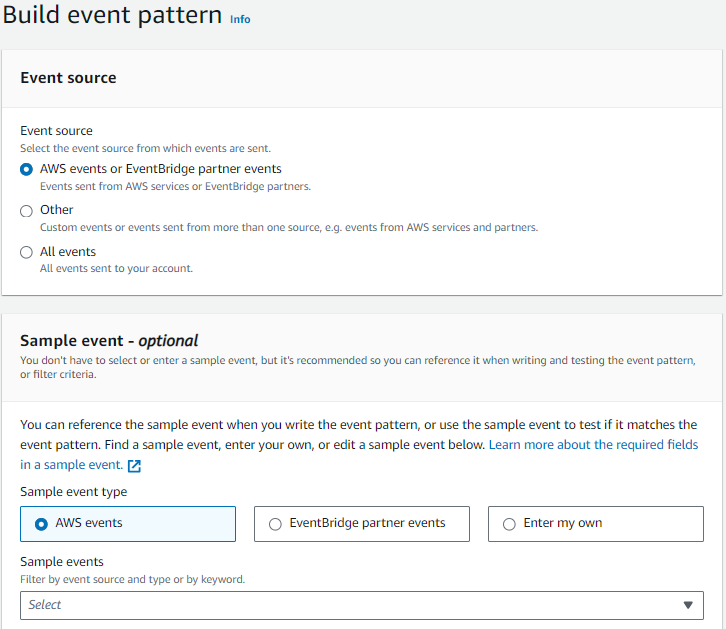 Build event pattern Info
Event source
Event source
Select the event source from which events are sent.
AWS events or EventBridge partner events
Events sent from AWS services or EventBridge partners.
Other
Custom events or events sent from more than one source, e.g. events from AWS services and partners.
All events
All events sent to your account.
Sample event - optional
You don't have to select or enter a sample event, but it's recommended so you can reference it when writing and testing the event pattern,
or filter criteria.
You can reference the sample event when you write the event pattern, or use the sample event to test if it matches the
event pattern. Find a sample event, enter your own, or edit a sample event below. Learn more about the required fields
in a sample event.
Sample event type
AWS events
EventBridge partner events
Enter my own
Sample events
Filter by event source and type or by keyword.
Select